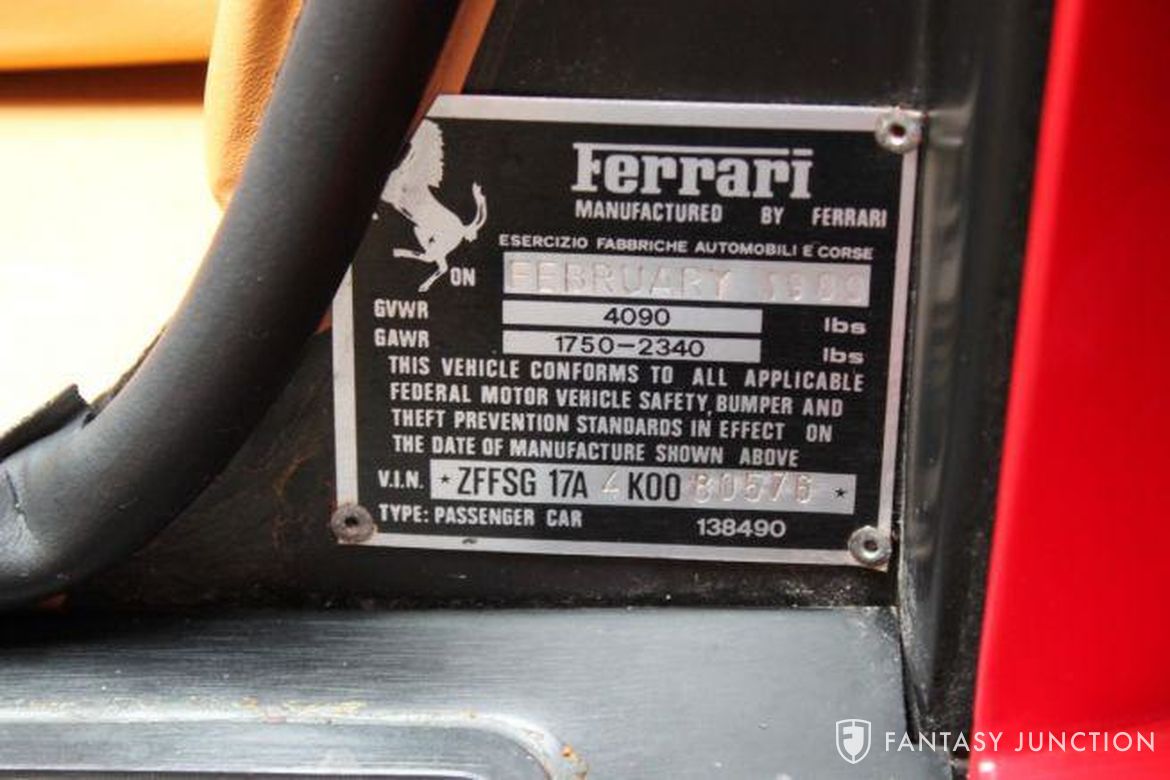 Ferrari
MANUFACTURED BY FERRARI
ESERCIZIO FABBRICHE AUTOMOBILI E CORSE
ON FEBRUARY 1989
GVWR 4090 lbs
GAWR 1750-2340 lbs
THIS VEHICLE CONFORMS TO ALL APPLICABLE
FEDERAL MOTOR VEHICLE SAFETY, BUMPER AND
THEFT PREVENTION STANDARDS IN EFFECT ON
THE DATE OF MANUFACTURE SHOWN ABOVE
V.I.N. * ZFFSG 17A 4 K00 80576 *
TYPE: PASSENGER CAR 138490
FANTASY JUNCTION